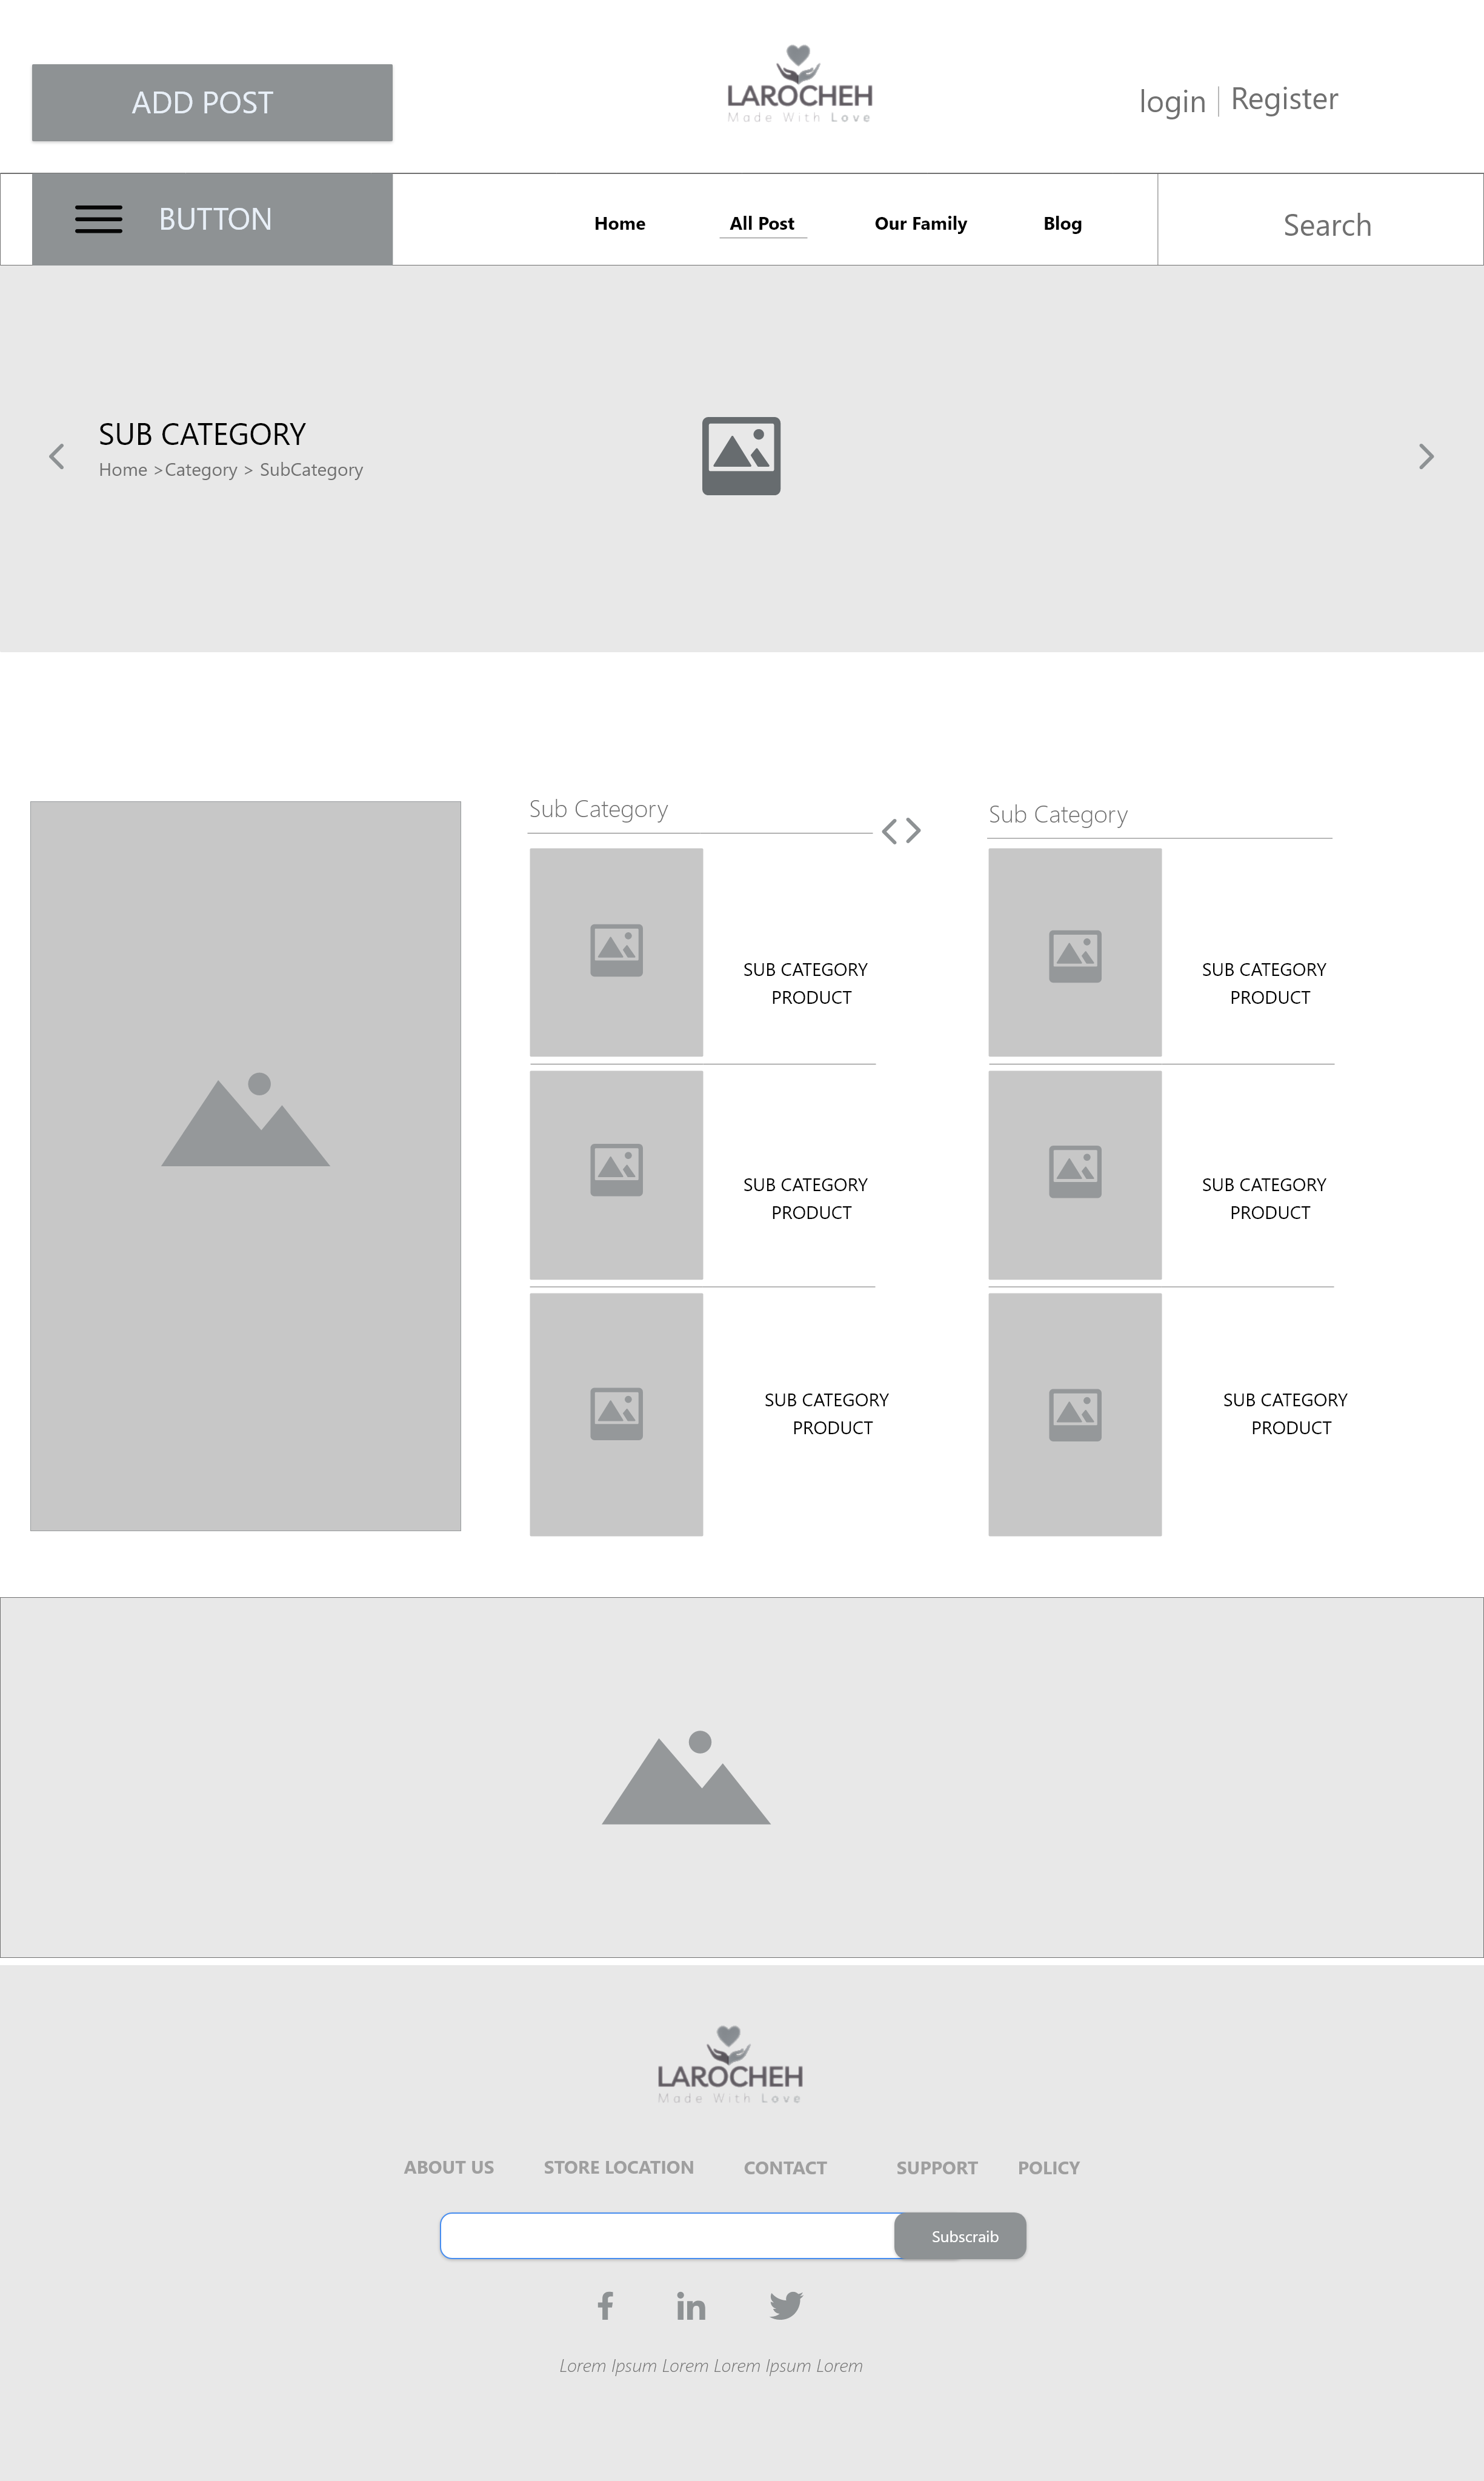 ADD POST
LAROCHEH
Made With Love
login
Register
BUTTON
Home
All Post
Our Family
Blog
Search
SUB CATEGORY
Home >Category > SubCategory
Sub Category
Sub Category
SUB CATEGORY
PRODUCT
SUB CATEGORY
PRODUCT
SUB CATEGORY
PRODUCT
SUB CATEGORY
PRODUCT
SUB CATEGORY
PRODUCT
SUB CATEGORY
PRODUCT
LAROCHEH
Made With Love
ABOUT US
STORE LOCATION
CONTACT
SUPPORT
POLICY
Subscraib
Lorem Ipsum Lorem Lorem Ipsum Lorem